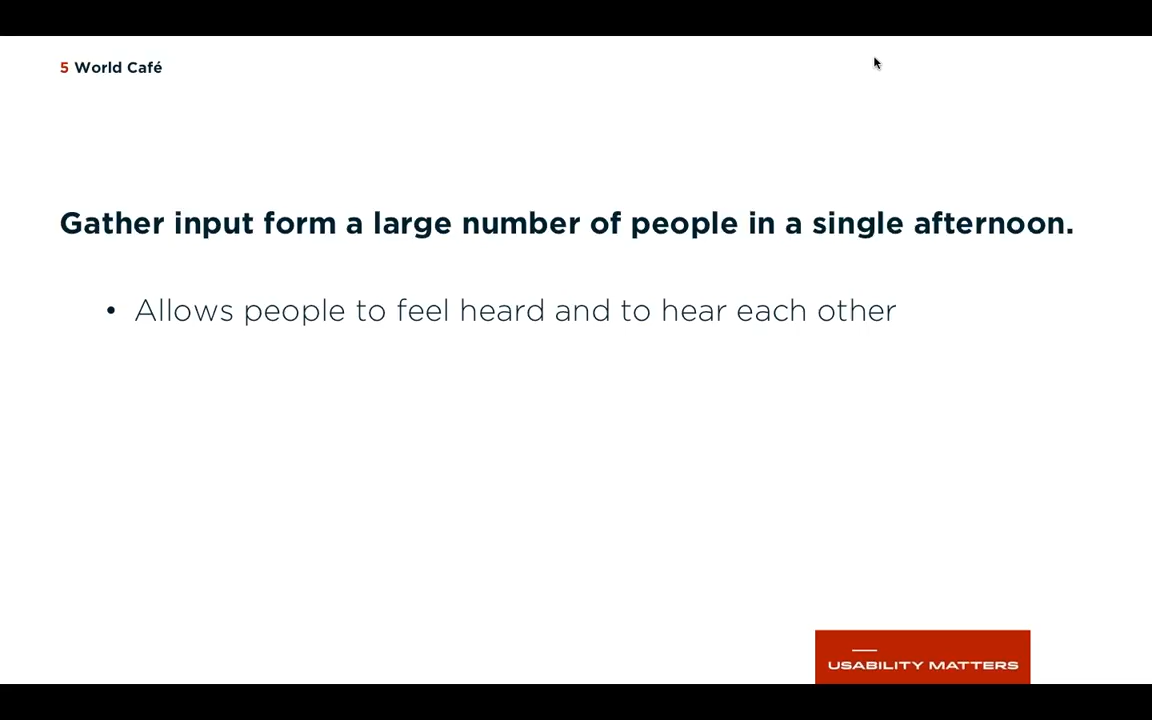 5 World Café
Gather input form a large number of people in a single afternoon.
• Allows people to feel heard and to hear each other
USABILITY MATTERS